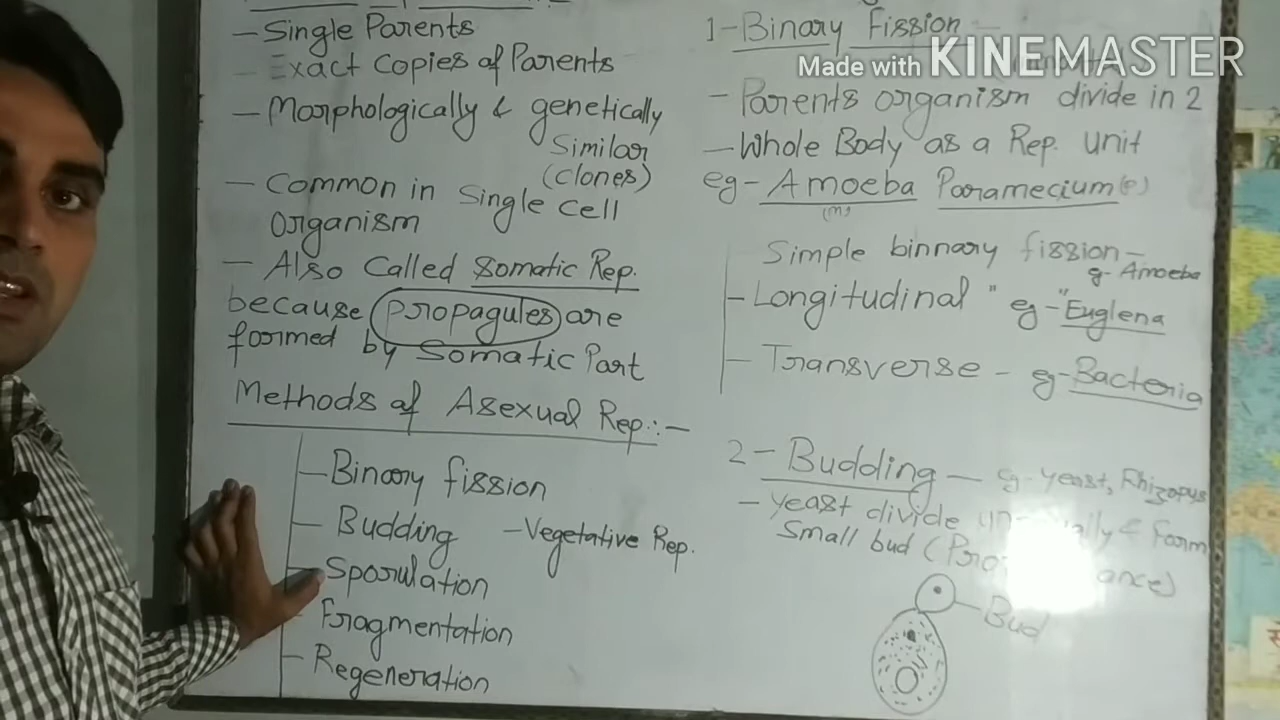 - Single Parents
- Exact Copies of Parents
- Morphologically & genetically
Similar
(Clones)
- Common in Single Cell
Organism
- Also Called Somatic Rep.
because propagules are
formed by Somatic Part
Methods of Asexual Rep:-
- Binary fission
- Budding - Vegetative Rep.
- Sporulation
- Fragmentation
- Regeneration
1- Binary Fission -
Made with KINEMASTER
- Parents organism divide in 2
- Whole Body as a Rep. unit
eg- Amoeba Paramecium (P)
(m)
Simple binnary fission-
eg- Amoeba
- Longitudinal " eg- "Euglena
- Transverse - eg- Bacteria
2- Budding - eg- yeast, Rhizopus
- yeast divide & Form
Small bud
Bud